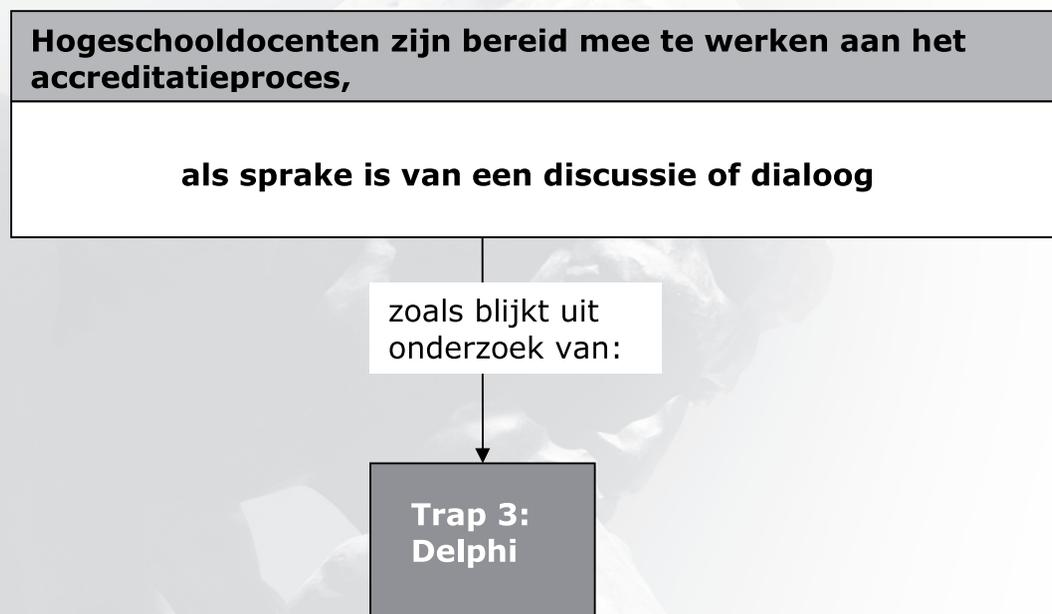 Hogeschooldocenten zijn bereid mee te werken aan het
accreditatieproces,
als sprake is van een discussie of dialoog
zoals blijkt uit
onderzoek van:
Trap 3:
Delphi